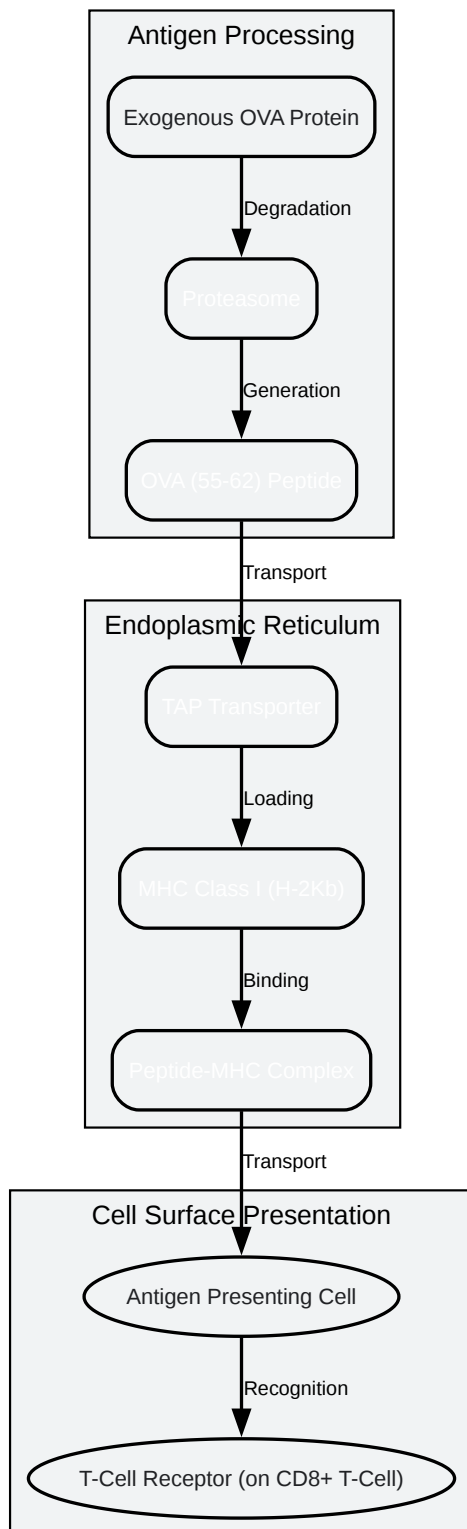 Antigen Processing
Exogenous OVA Protein
Degradation
Proteasome
Generation
OVA (55-62) Peptide
Transport
Endoplasmic Reticulum
TAP Transporter
Loading
MHC Class I (H-2Kb)
Binding
Peptide-MHC Complex
Transport
Cell Surface Presentation
Antigen Presenting Cell
Recognition
T-Cell Receptor (on CD8+ T-Cell)